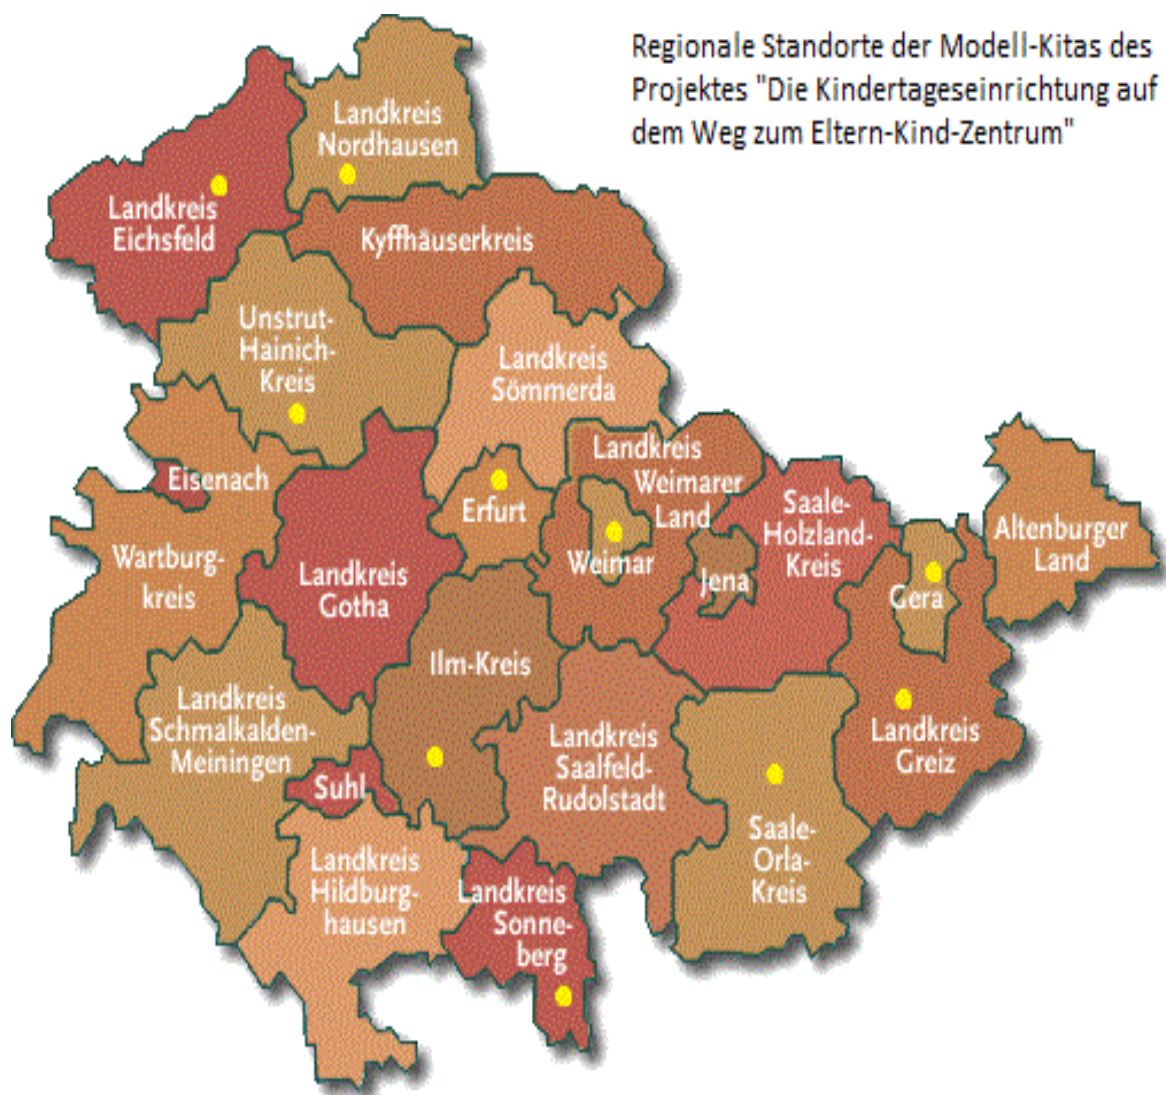 Regionale Standorte der Modell-Kitas des
Projektes "Die Kindertageseinrichtung auf
dem Weg zum Eltern-Kind-Zentrum"
Landkreis
Nordhausen
Landkreis
Eichsfeld
Kyffhäuserkreis
Unstrut-
Hainich-
Kreis
Landkreis
Sömmerda
Landkreis
Weimarer
Land
Eisenach
Erfurt
Weimar
Saale-
Holzland-
Kreis
Jena
Gera
Altenburger
Land
Wartburg-
kreis
Landkreis
Gotha
Ilm-Kreis
Landkreis
Schmalkalden-
Meiningen
Suhl
Landkreis
Saalfeld-
Rudolstadt
Landkreis
Greiz
Saale-
Orla-
Kreis
Landkreis
Hildburg-
hausen
Landkreis
Sonne-
berg